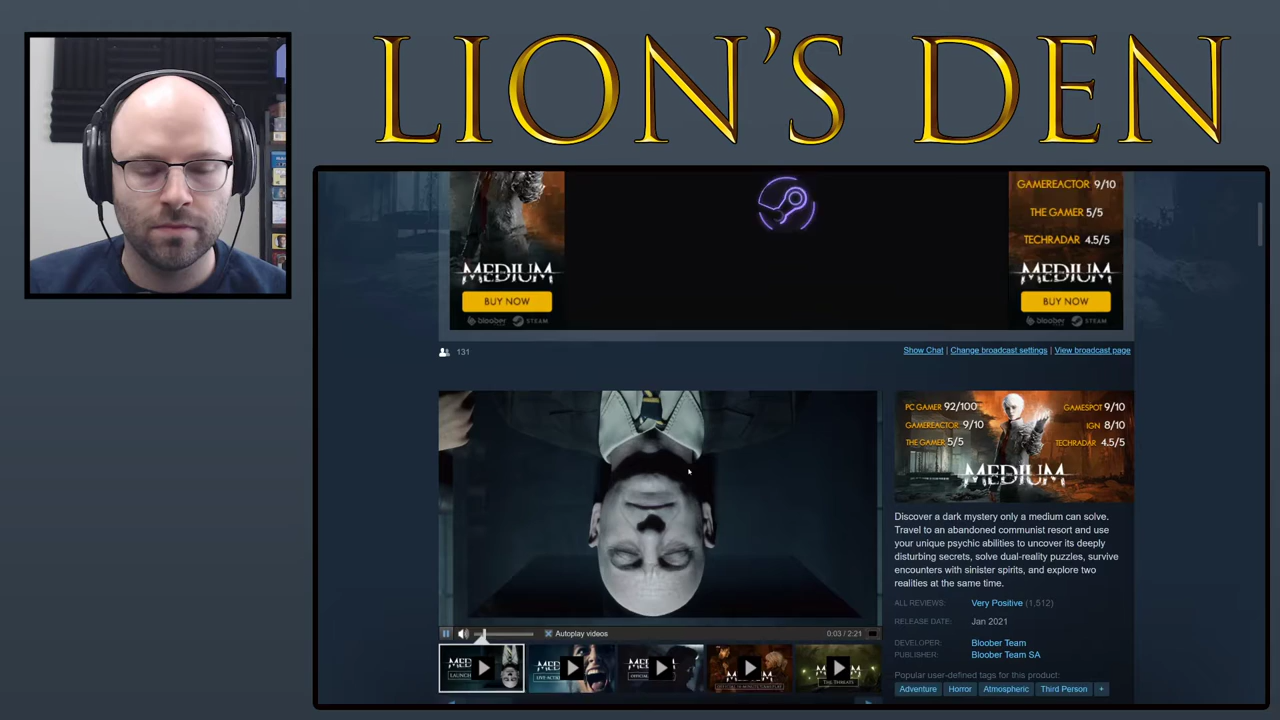 LION'S DEN
MEDIUM
BUY NOW
bloober STEAM
GAMEREACTOR 9/10
THE GAMER 5/5
TECHRADAR 4.5/5
MEDIUM
BUY NOW
bloober STEAM
131
Show Chat | Change broadcast settings | View broadcast page
PC GAMER 92/100
GAMESPOT 9/10
GAMEREACTOR 9/10
IGN 8/10
THE GAMER 5/5
TECHRADAR 4.5/5
MEDIUM
Discover a dark mystery only a medium can solve.
Travel to an abandoned communist resort and use
your unique psychic abilities to uncover its deeply
disturbing secrets, solve dual-reality puzzles, survive
encounters with sinister spirits, and explore two
realities at the same time.
ALL REVIEWS: Very Positive (1,512)
RELEASE DATE: Jan 2021
DEVELOPER: Bloober Team
PUBLISHER: Bloober Team SA
Popular user-defined tags for this product:
Adventure Horror Atmospheric Third Person +
Autoplay videos
0:03 / 2:21
THE THREATS